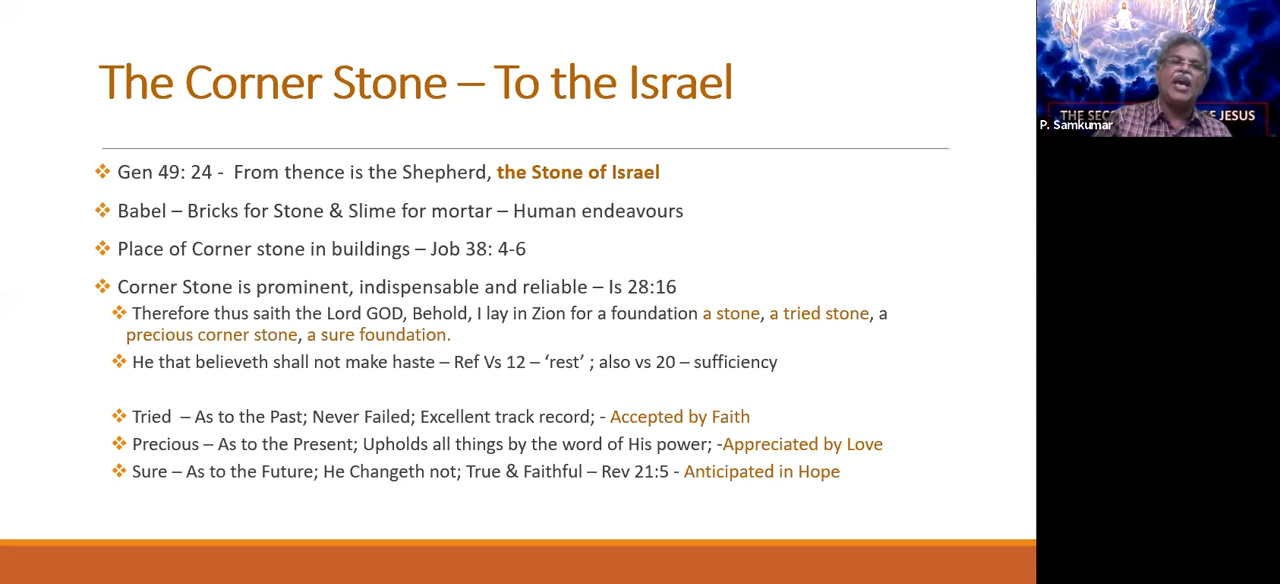 The Corner Stone – To the Israel
Gen 49: 24 - From thence is the Shepherd, the Stone of Israel
Babel – Bricks for Stone & Slime for mortar – Human endeavours
Place of Corner stone in buildings – Job 38: 4-6
Corner Stone is prominent, indispensable and reliable – Is 28:16
Therefore thus saith the Lord GOD, Behold, I lay in Zion for a foundation a stone, a tried stone, a
precious corner stone, a sure foundation.
He that believeth shall not make haste – Ref Vs 12 – ‘rest’ ; also vs 20 – sufficiency
Tried – As to the Past; Never Failed; Excellent track record; - Accepted by Faith
Precious – As to the Present; Upholds all things by the word of His power; -Appreciated by Love
Sure – As to the Future; He Changeth not; True & Faithful – Rev 21:5 - Anticipated in Hope
THE JESUS
P. Samkumar